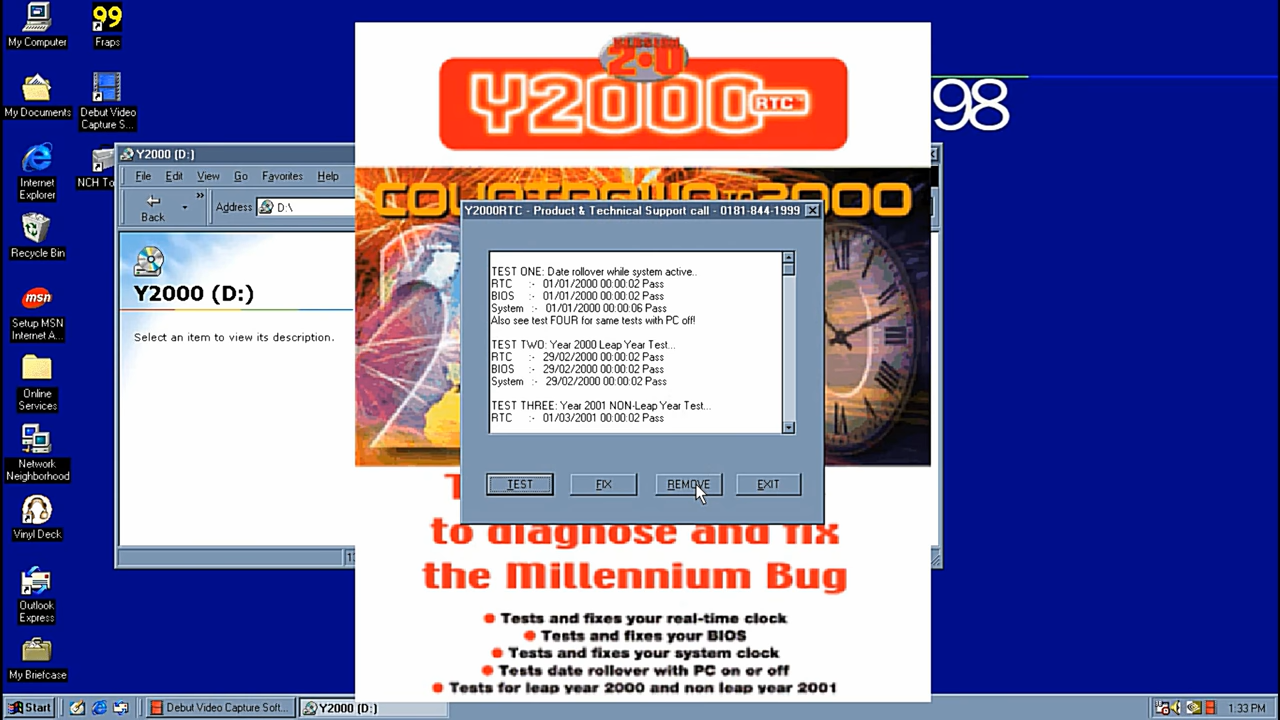 My Computer
99
Fraps
My Documents
Debut Video
Capture S...
Internet
Explorer
NCH To
Recycle Bin
Setup MSN
Internet A...
msn
Online
Services
Network
Neighborhood
Vinyl Deck
Outlook
Express
My Briefcase
98
Y2000 (D:)
File Edit View Go Favorites Help
Back
»
Address D:\
Y2000 (D:)
Select an item to view its description.
2·0
Y2000 RTC™
COUNTDOWN TO 2000
Y2000RTC - Product & Technical Support call - 0181-844-1999
TEST ONE: Date rollover while system active..
RTC :- 01/01/2000 00:00:02 Pass
BIOS :- 01/01/2000 00:00:02 Pass
System :- 01/01/2000 00:00:06 Pass
Also see test FOUR for same tests with PC off!
TEST TWO: Year 2000 Leap Year Test...
RTC :- 29/02/2000 00:00:02 Pass
BIOS :- 29/02/2000 00:00:02 Pass
System :- 29/02/2000 00:00:02 Pass
TEST THREE: Year 2001 NON-Leap Year Test...
RTC :- 01/03/2001 00:00:02 Pass
TEST FIX REMOVE EXIT
to diagnose and fix
the Millennium Bug
Tests and fixes your real-time clock
Tests and fixes your BIOS
Tests and fixes your system clock
Tests date rollover with PC on or off
Tests for leap year 2000 and non leap year 2001
Start
Debut Video Capture Soft...
Y2000 (D:)
1:33 PM